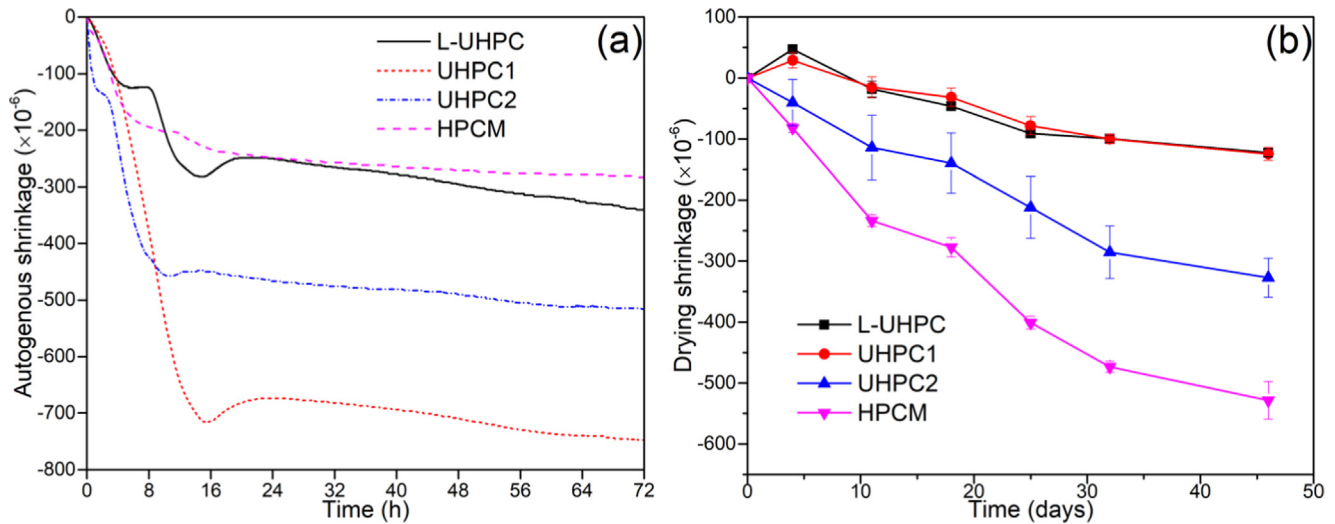 (a)
L-UHPC
UHPC1
UHPC2
HPCM
Autogenous shrinkage (×10⁻⁶)
0
-100
-200
-300
-400
-500
-600
-700
-800
0 8 16 24 32 40 48 56 64 72
Time (h)
(b)
L-UHPC
UHPC1
UHPC2
HPCM
Drying shrinkage (×10⁻⁶)
100
0
-100
-200
-300
-400
-500
-600
0 10 20 30 40 50
Time (days)